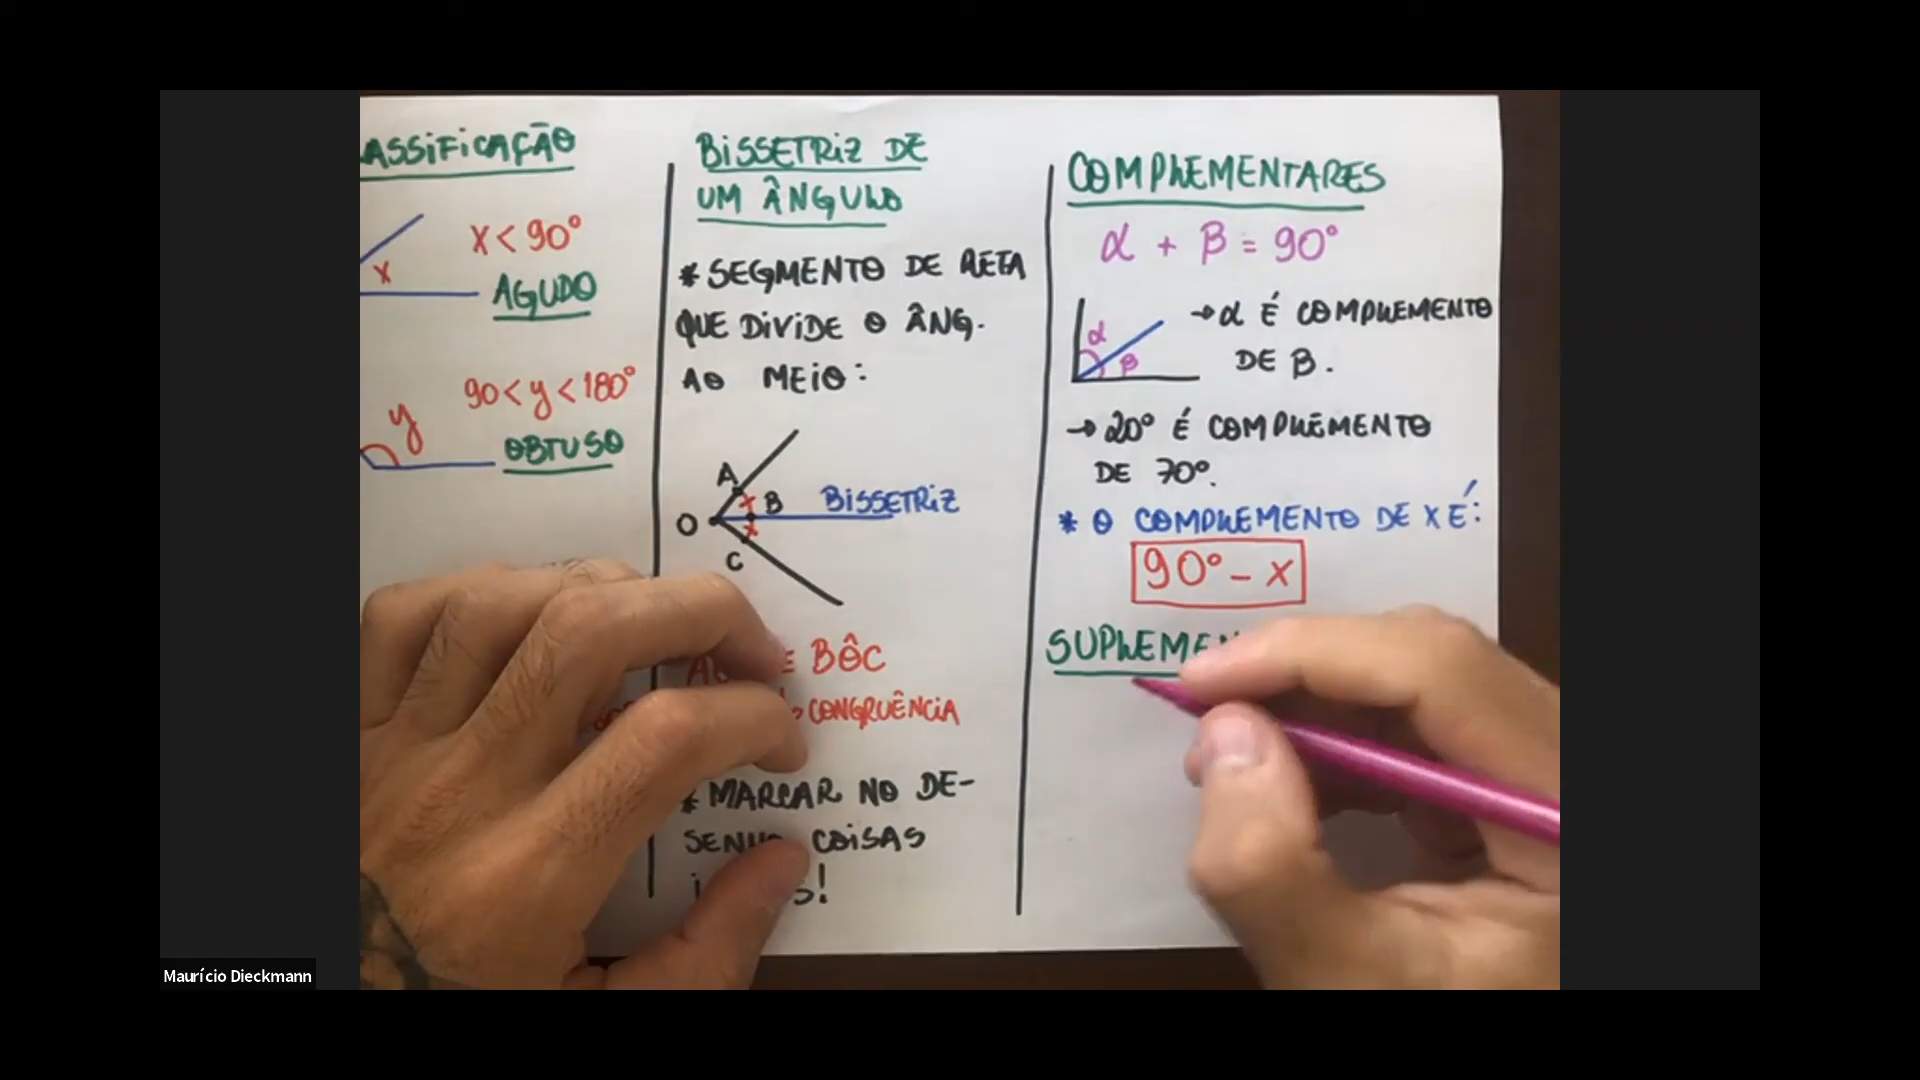 ASSIFICAÇÃO
X < 90°
X
AGUDO
90 < y < 180°
y
OBTUSO
BISSETRIZ DE
UM ÂNGULO
* SEGMENTO DE RETA
QUE DIVIDE O ÂNG.
AO MEIO:
A
X
B
BISSETRIZ
O
X
C
BÔC
CONGRUÊNCIA
* MARCAR NO DE-
COISAS
COMPLEMENTARES
α + β = 90°
α
β
→ α É COMPLEMENTO
DE β.
→ 20° É COMPLEMENTO
DE 70°.
* O COMPLEMENTO DE X É:
90° - X
SUPLEMEN
Maurício Dieckmann